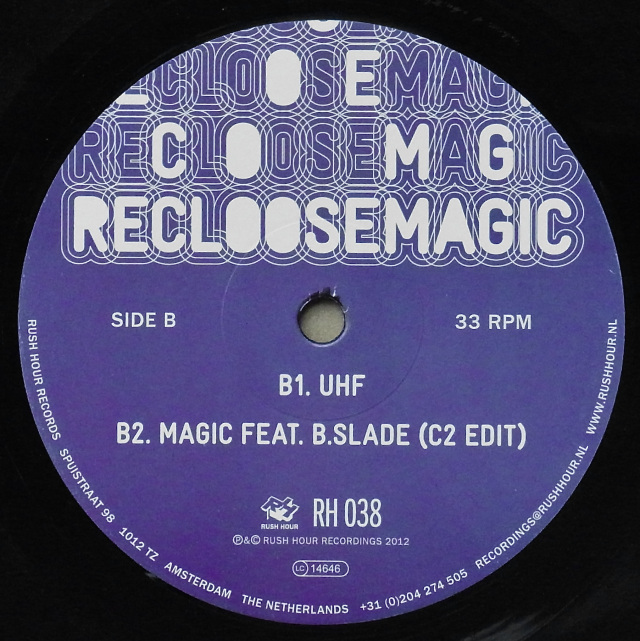 RECLOOSEMAGIC
RECLOOSEMAGIC
RECLOOSEMAGIC
SIDE B
33 RPM
B1. UHF
B2. MAGIC FEAT. B.SLADE (C2 EDIT)
RUSH HOUR
RH 038
℗&© RUSH HOUR RECORDINGS 2012
LC 14646
RUSH HOUR RECORDS SPUISTRAAT 98 1012 TZ AMSTERDAM THE NETHERLANDS +31 (0)204 274 505 RECORDINGS@RUSHHOUR.NL WWW.RUSHHOUR.NL